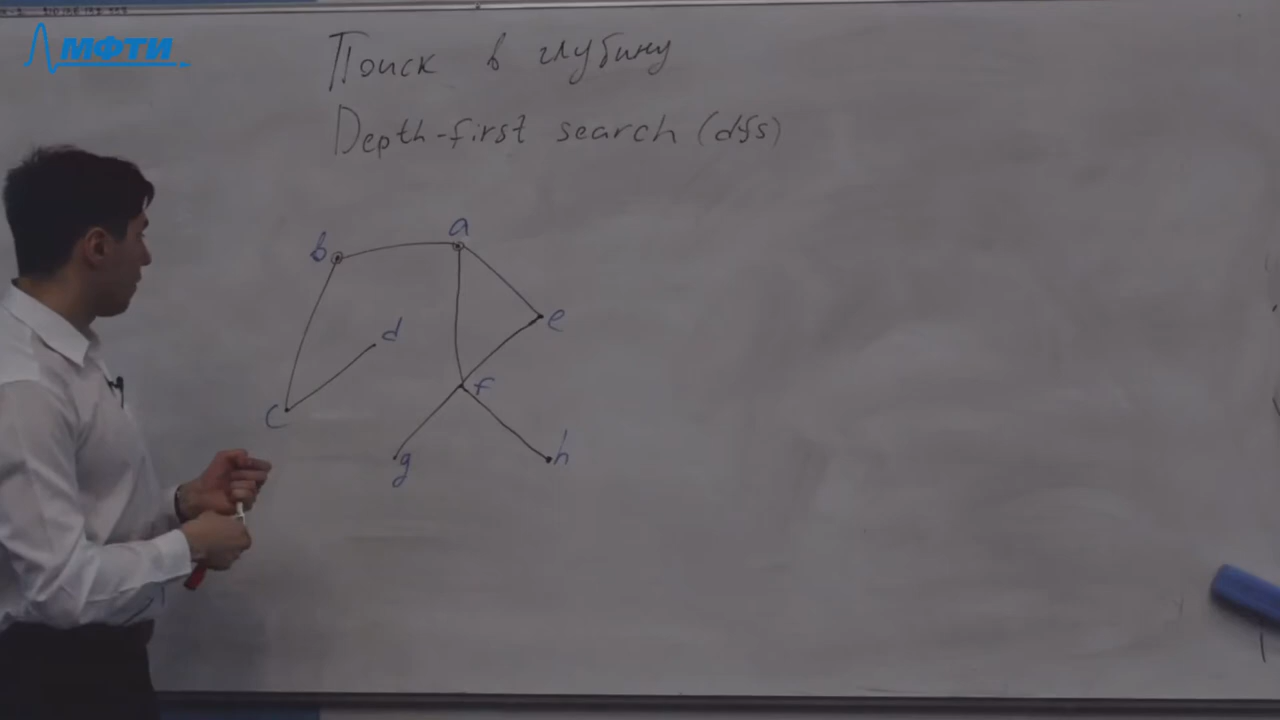 МФТИ
Поиск в глубину
Depth-first search (dfs)
a
b
e
d
f
c
g
h